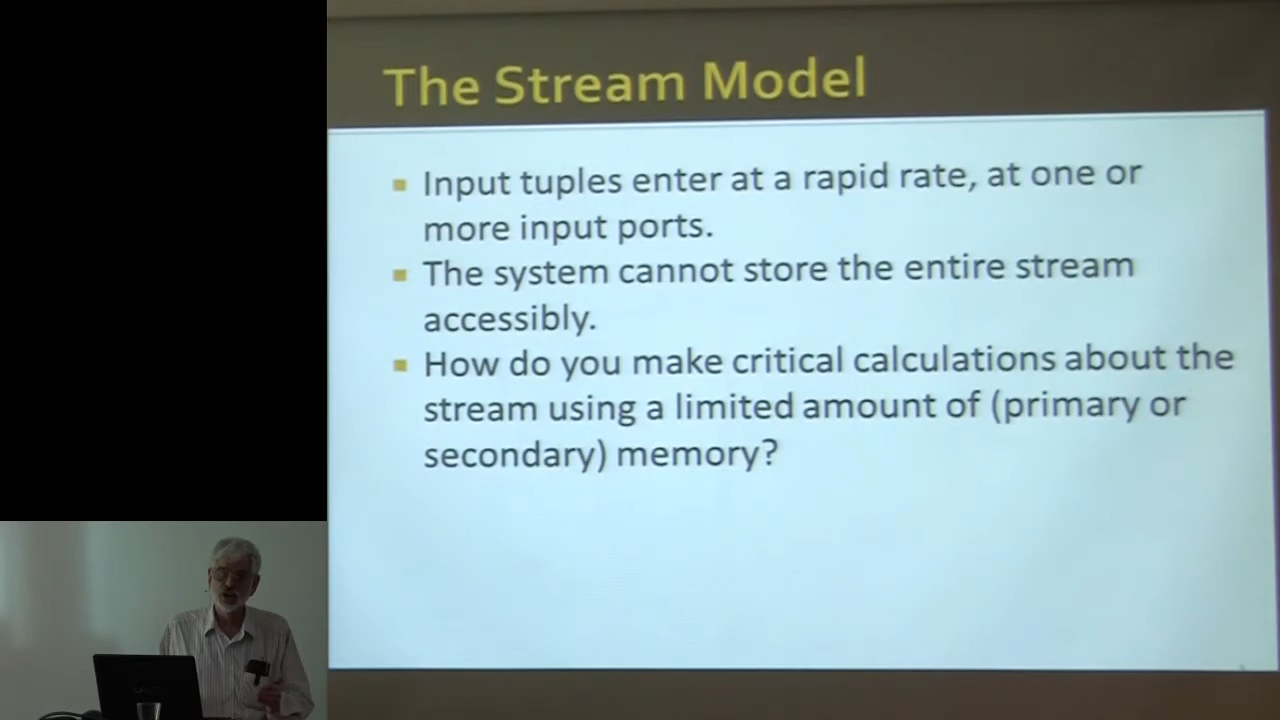 The Stream Model
Input tuples enter at a rapid rate, at one or
more input ports.
The system cannot store the entire stream
accessibly.
How do you make critical calculations about the
stream using a limited amount of (primary or
secondary) memory?